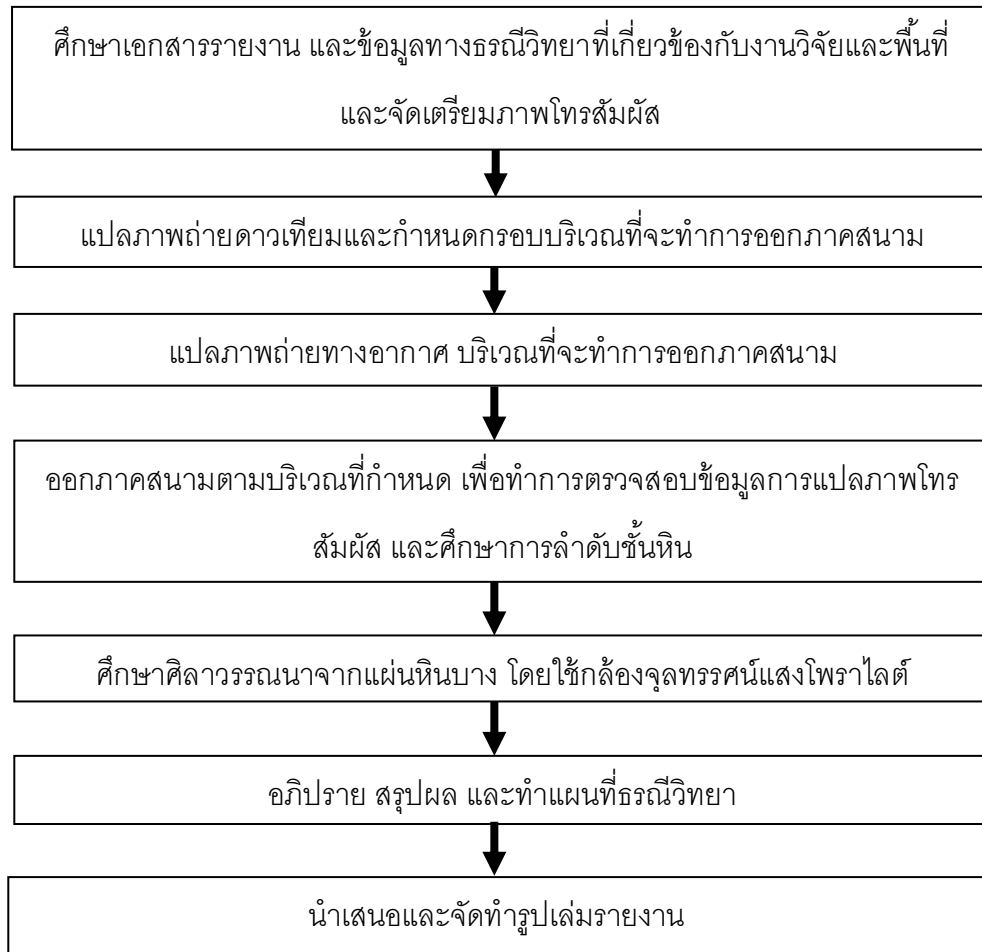 ศึกษาเอกสารรายงาน และข้อมูลทางธรณีวิทยาที่เกี่ยวข้องกับงานวิจัยและพื้นที่
และจัดเตรียมภาพโทรสัมผัส
แปลภาพถ่ายดาวเทียมและกำหนดกรอบบริเวณที่จะทำการออกภาคสนาม
แปลภาพถ่ายทางอากาศ บริเวณที่จะทำการออกภาคสนาม
ออกภาคสนามตามบริเวณที่กำหนด เพื่อทำการตรวจสอบข้อมูลการแปลภาพโทร
สัมผัส และศึกษาการลำดับชั้นหิน
ศึกษาศิลาวรรณนาจากแผ่นหินบาง โดยใช้กล้องจุลทรรศน์แสงโพราไลต์
อภิปราย สรุปผล และทำแผนที่ธรณีวิทยา
นำเสนอและจัดทำรูปเล่มรายงาน